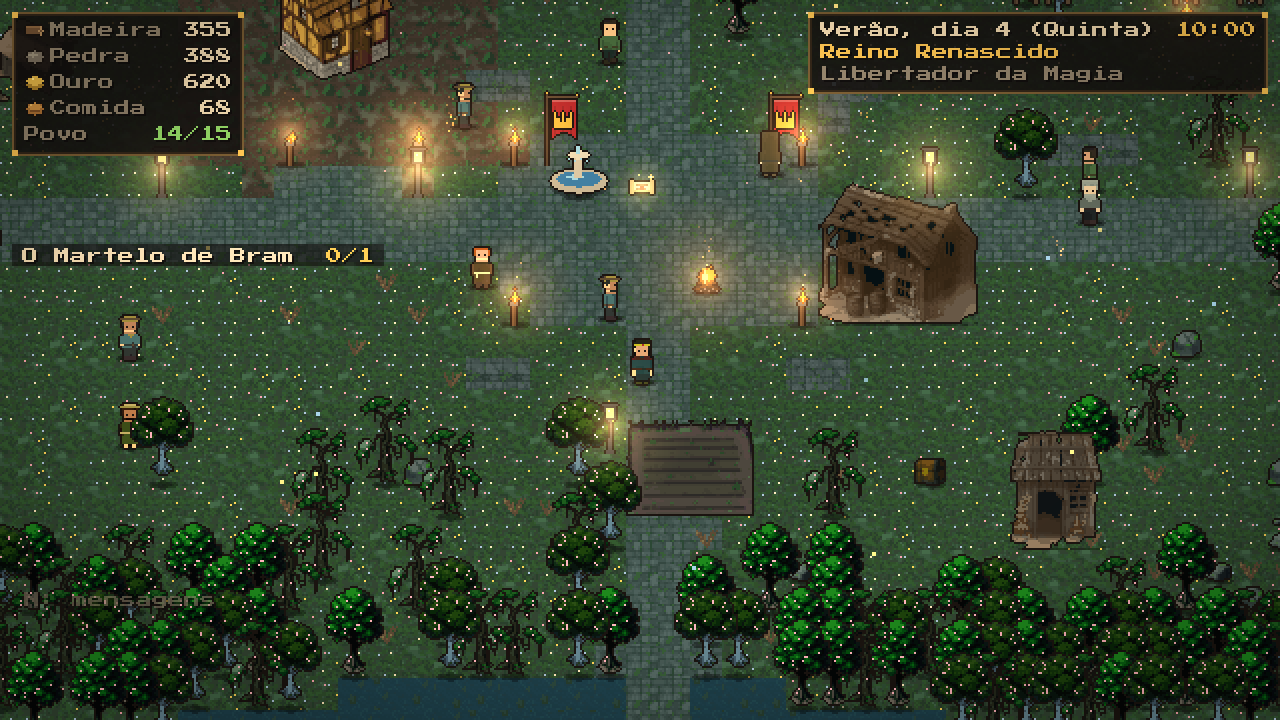 Madeira 355
Pedra 388
Ouro 620
Comida 68
Povo 14/15
Verão, dia 4 (Quinta) 10:00
Reino Renascido
Libertador da Magia
O Martelo de Bram 0/1
M: mensagens